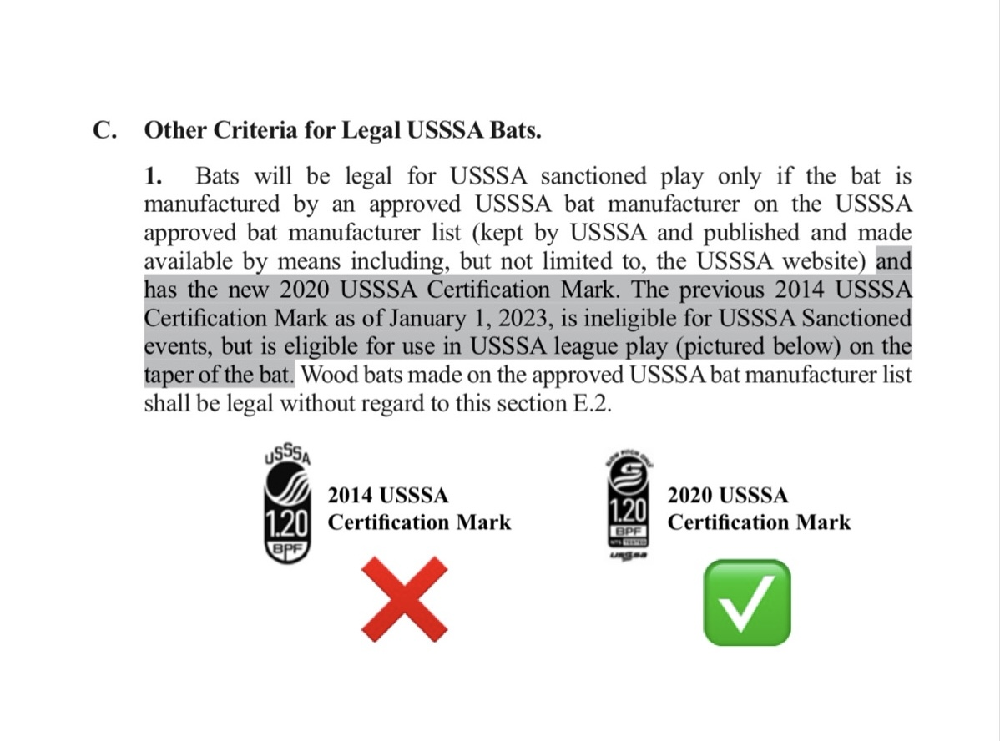 C. Other Criteria for Legal USSSA Bats.
1. Bats will be legal for USSSA sanctioned play only if the bat is
manufactured by an approved USSSA bat manufacturer on the USSSA
approved bat manufacturer list (kept by USSSA and published and made
available by means including, but not limited to, the USSSA website) and
has the new 2020 USSSA Certification Mark. The previous 2014 USSSA
Certification Mark as of January 1, 2023, is ineligible for USSSA Sanctioned
events, but is eligible for use in USSSA league play (pictured below) on the
taper of the bat. Wood bats made on the approved USSSA bat manufacturer list
shall be legal without regard to this section E.2.
USSSA
1.20
BPF
2014 USSSA
Certification Mark
SLOW PITCH ONLY
1.20
BPF
USSSA
2020 USSSA
Certification Mark